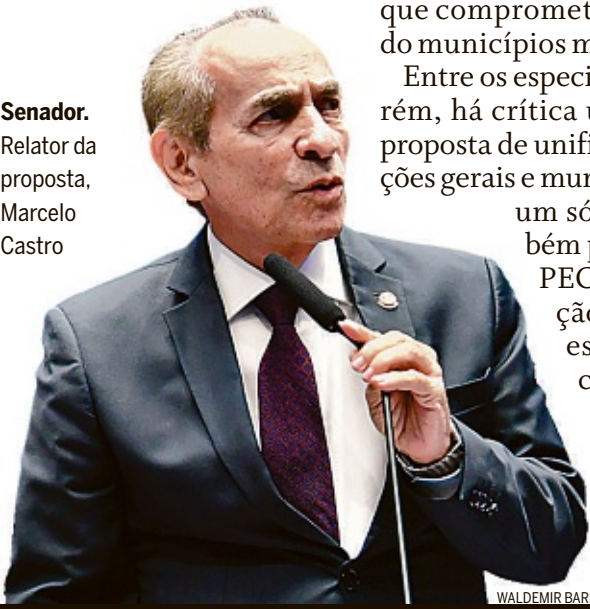 Senador.
Relator da
proposta,
Marcelo
Castro
que compromet
do municípios m
Entre os especi
rém, há crítica u
proposta de unifi
ções gerais e mur
um só
bém p
PEC
ção
es
c
WALDEMIR BAR